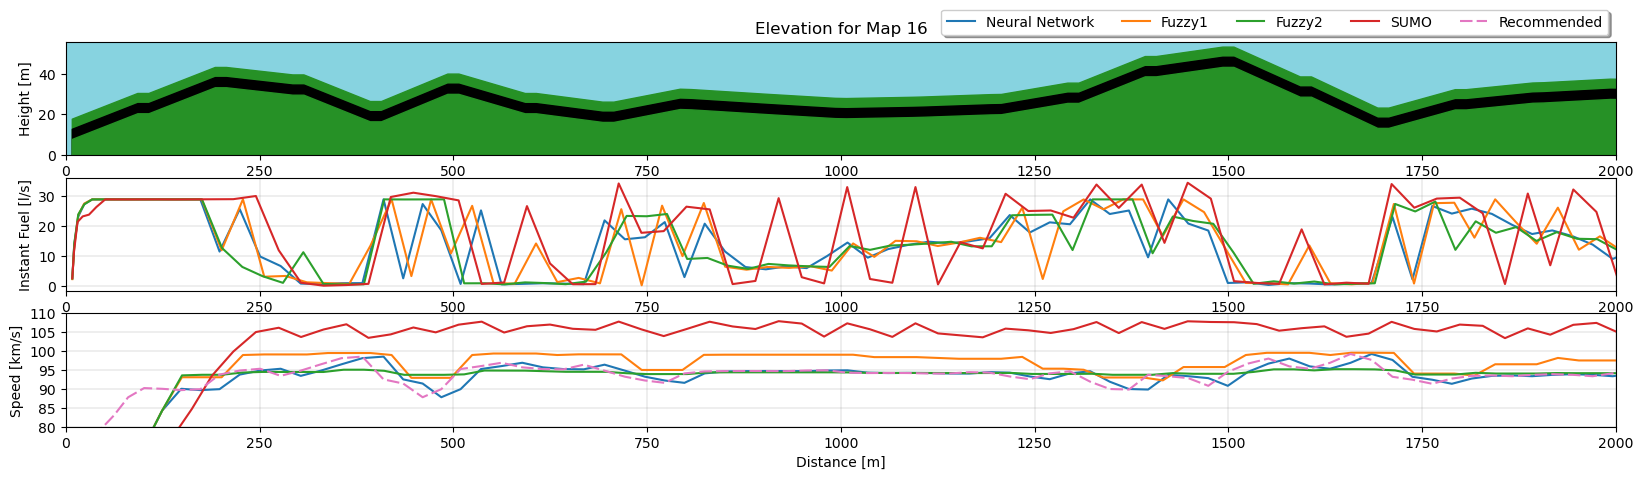 Elevation for Map 16
Neural Network Fuzzy1 Fuzzy2 SUMO Recommended
Height [m]
40
20
0
0 250 500 750 1000 1250 1500 1750 2000
Instant Fuel [l/s]
30
20
10
0
0 250 500 750 1000 1250 1500 1750 2000
Speed [km/s]
110
105
100
95
90
85
80
0 250 500 750 1000 1250 1500 1750 2000
Distance [m]